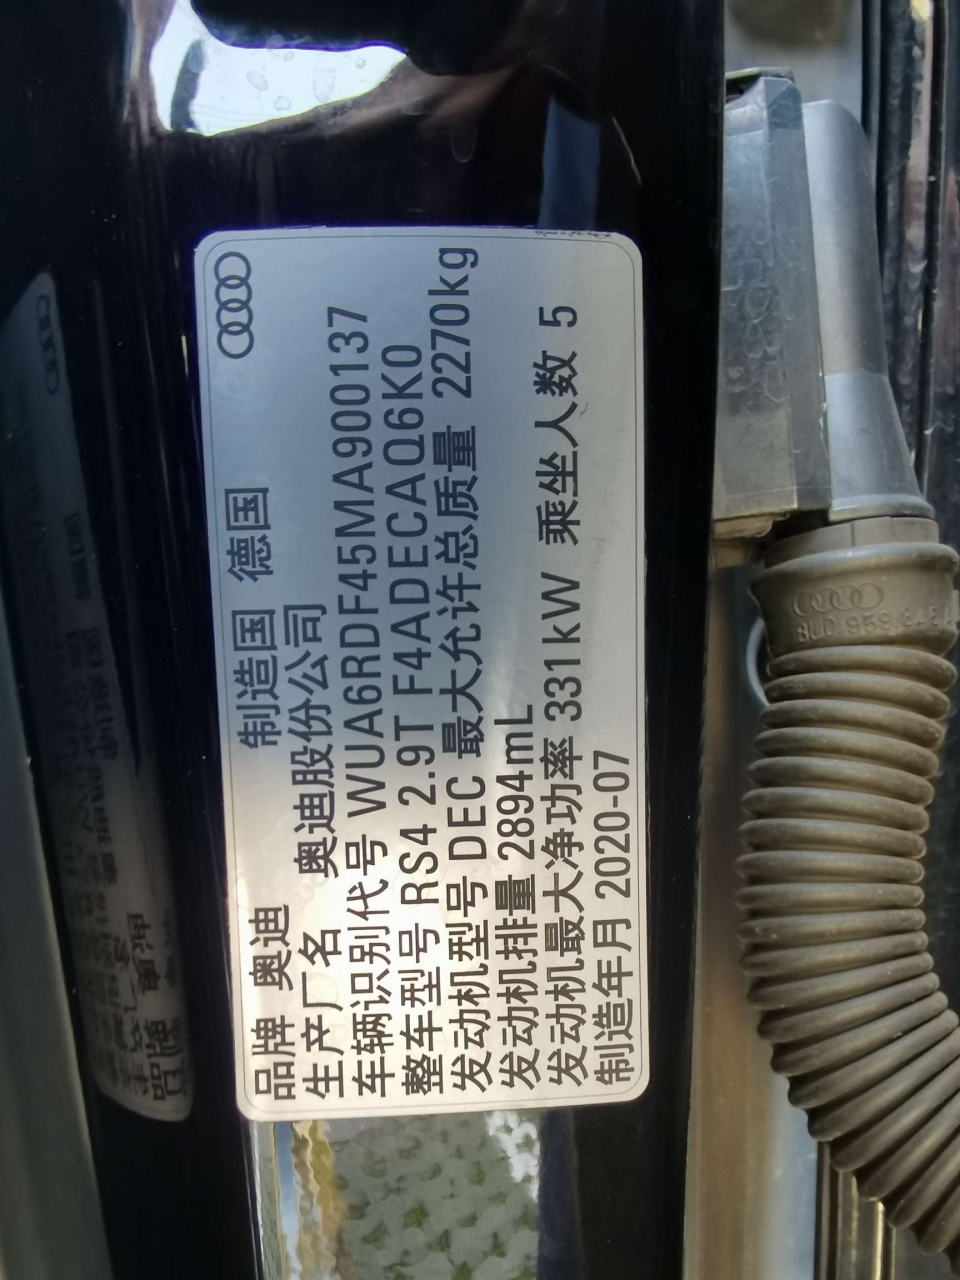 品牌 奥迪 制造国 德国
生产厂名 奥迪股份公司
车辆识别代号 WUA6RDF45MA900137
整车型号 RS4 2.9T F4ADECAQ6K0
发动机型号 DEC 最大允许总质量 2270kg
发动机排量 2894mL
发动机最大净功率 331kW 乘坐人数 5
制造年月 2020-07
8U0 959